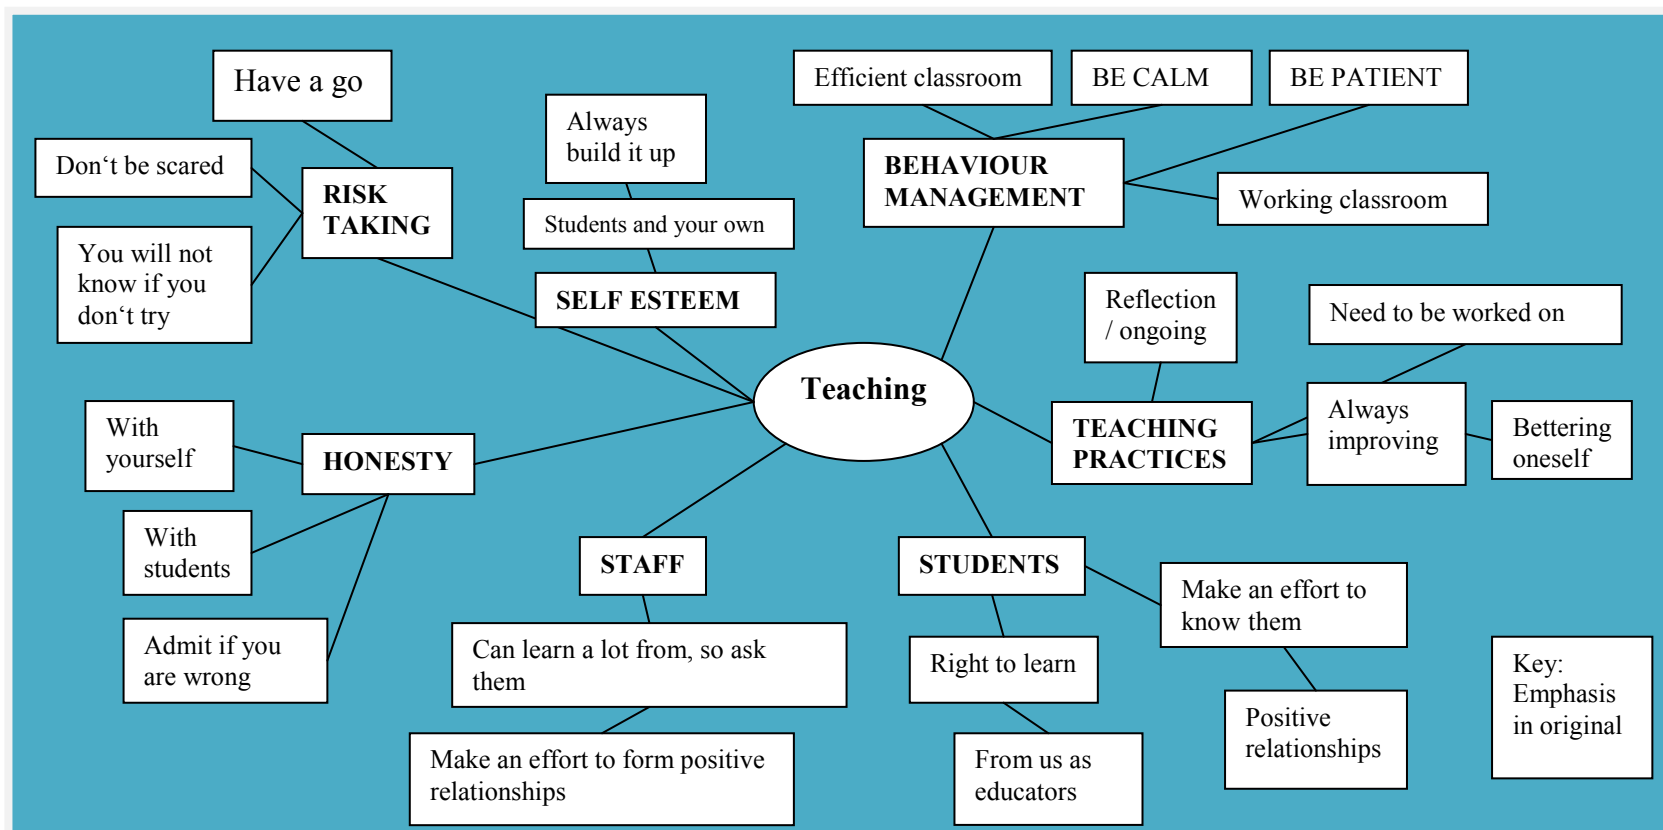 Have a go
Don‘t be scared
RISK
TAKING
You will not
know if you
don‘t try
Always
build it up
Students and your own
SELF ESTEEM
Efficient classroom
BE CALM
BE PATIENT
BEHAVIOUR
MANAGEMENT
Working classroom
Reflection
/ ongoing
Need to be worked on
TEACHING
PRACTICES
Always
improving
Bettering
oneself
Teaching
With
yourself
HONESTY
With
students
Admit if you
are wrong
STAFF
Can learn a lot from, so ask
them
Make an effort to form positive
relationships
STUDENTS
Right to learn
From us as
educators
Make an effort to
know them
Positive
relationships
Key:
Emphasis
in original